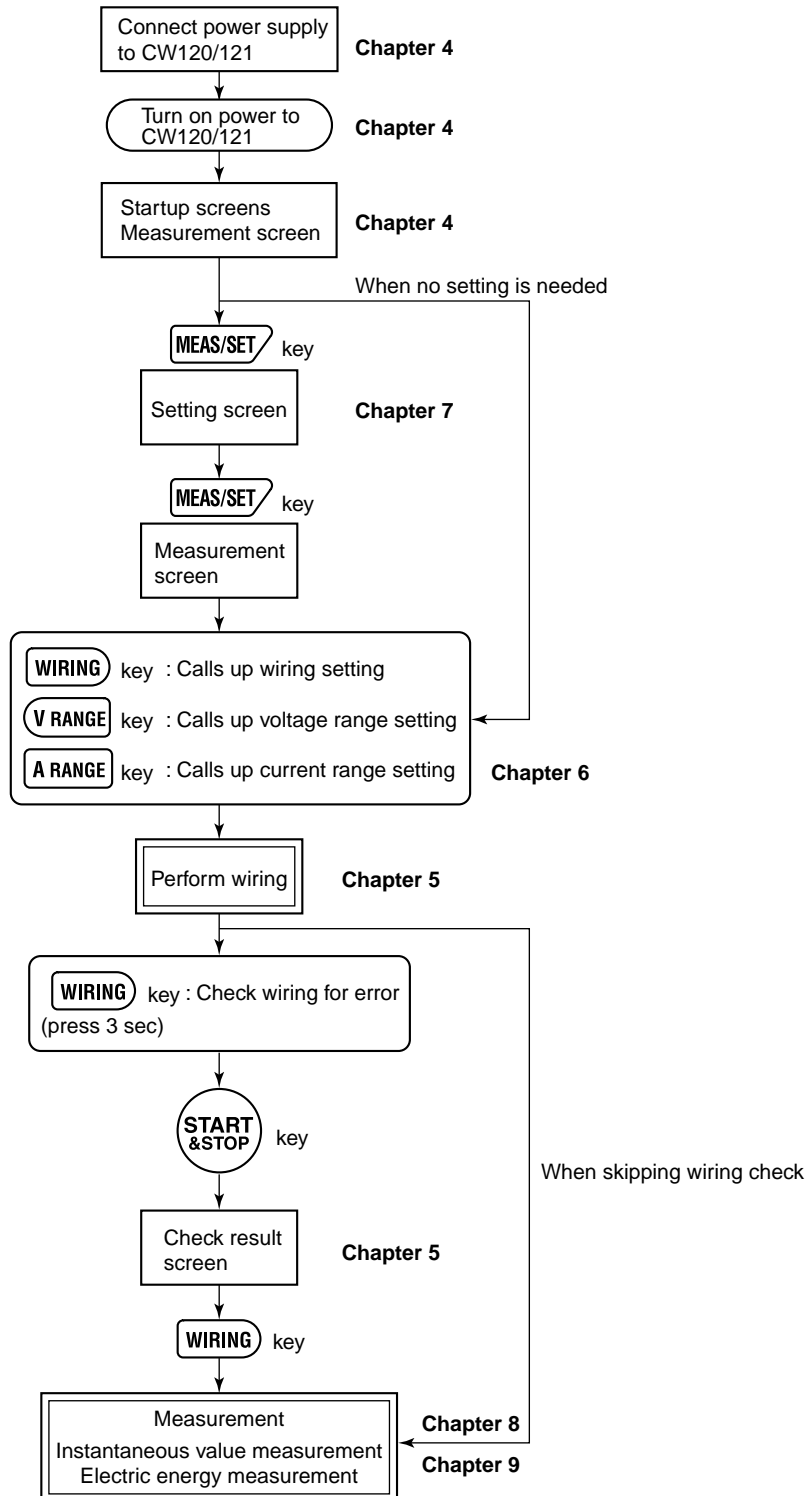 Connect power supply
to CW120/121
Chapter 4
Turn on power to
CW120/121
Chapter 4
Startup screens
Measurement screen
Chapter 4
When no setting is needed
MEAS/SET key
Setting screen
Chapter 7
MEAS/SET key
Measurement
screen
WIRING key : Calls up wiring setting
V RANGE key : Calls up voltage range setting
A RANGE key : Calls up current range setting
Chapter 6
Perform wiring
Chapter 5
WIRING key : Check wiring for error
(press 3 sec)
START
&STOP
key
When skipping wiring check
Check result
screen
Chapter 5
WIRING key
Measurement
Instantaneous value measurement
Electric energy measurement
Chapter 8
Chapter 9